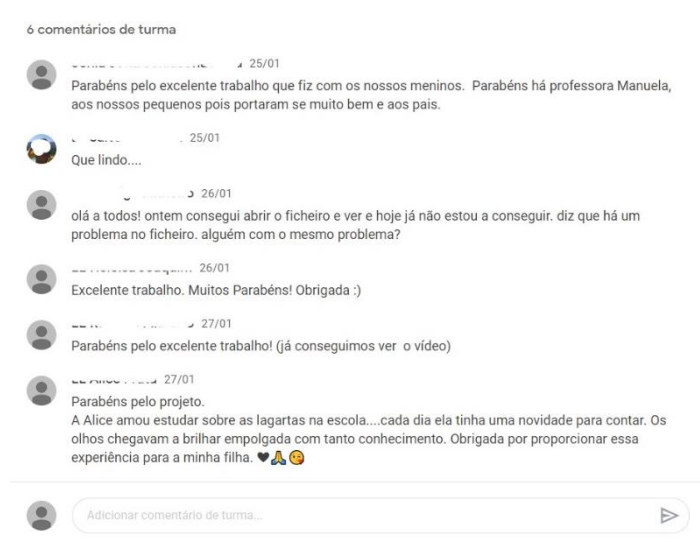 6 comentários de turma
25/01
Parabéns pelo excelente trabalho que fiz com os nossos meninos. Parabéns há professora Manuela,
aos nossos pequenos pois portaram se muito bem e aos pais.
25/01
Que lindo....
26/01
olá a todos! ontem consegui abrir o ficheiro e ver e hoje já não estou a conseguir. diz que há um
problema no ficheiro. alguém com o mesmo problema?
26/01
Excelente trabalho. Muitos Parabéns! Obrigada :)
27/01
Parabéns pelo excelente trabalho! (já conseguimos ver o vídeo)
27/01
Parabéns pelo projeto.
A Alice amou estudar sobre as lagartas na escola....cada dia ela tinha uma novidade para contar. Os
olhos chegavam a brilhar empolgada com tanto conhecimento. Obrigada por proporcionar essa
experiência para a minha filha. 🖤🙏😘
Adicionar comentário de turma...